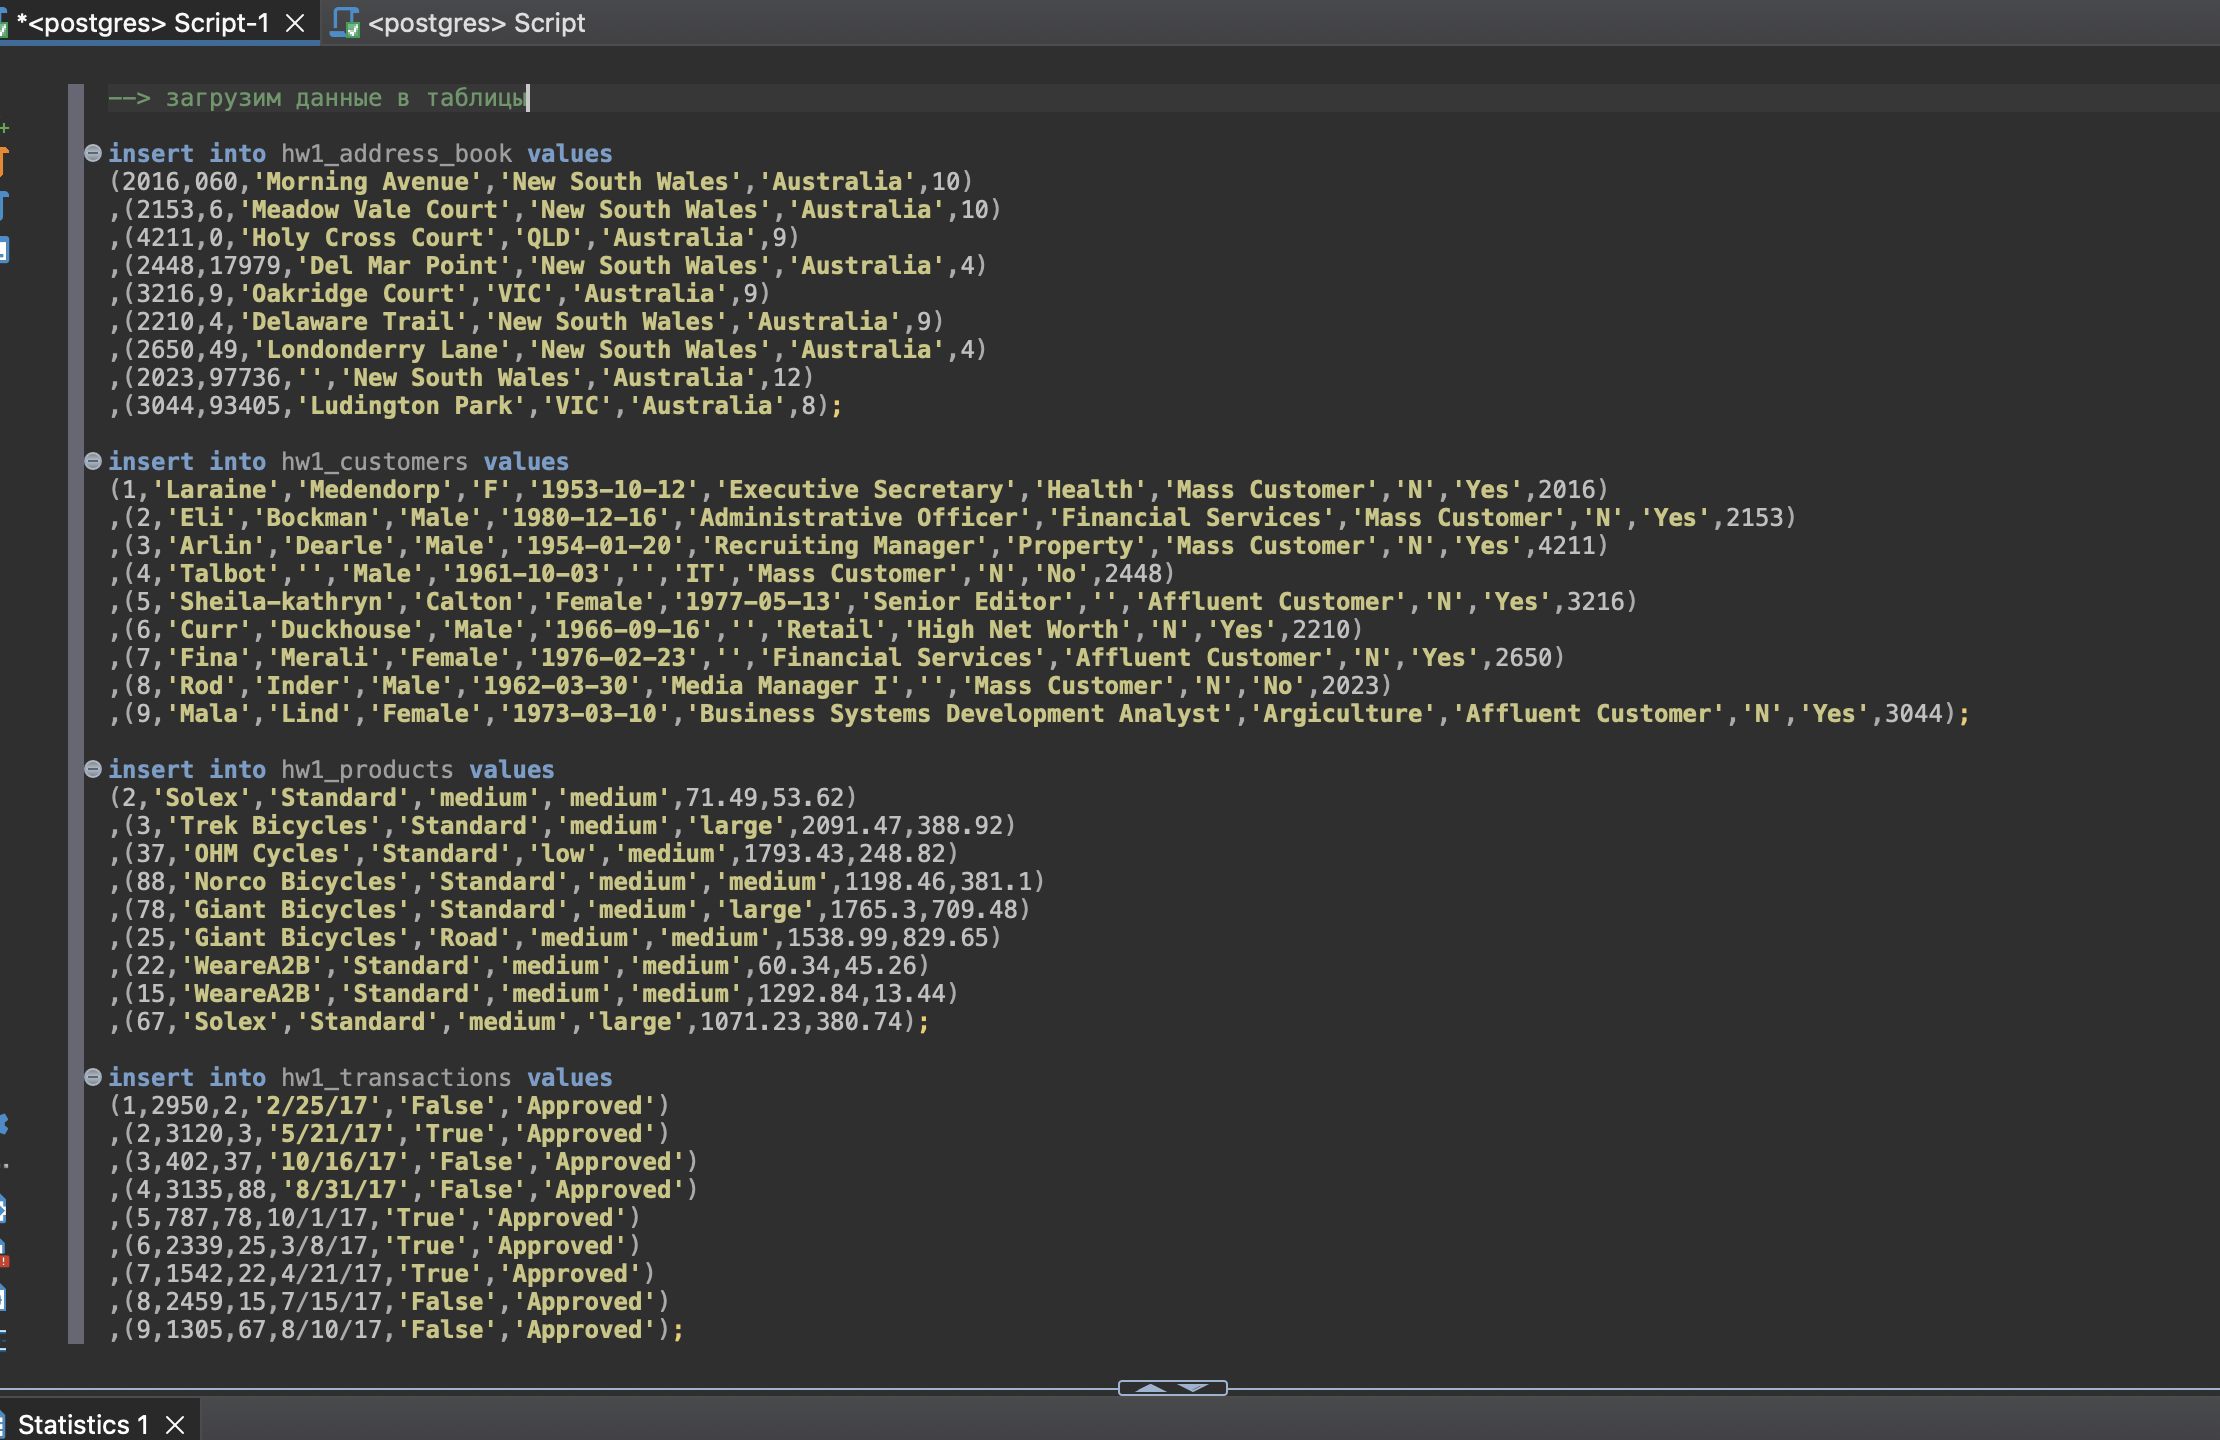 *<postgres> Script-1
<postgres> Script
--> загрузим данные в таблицы
insert into hw1_address_book values
(2016,060,'Morning Avenue','New South Wales','Australia',10)
,(2153,6,'Meadow Vale Court','New South Wales','Australia',10)
,(4211,0,'Holy Cross Court','QLD','Australia',9)
,(2448,17979,'Del Mar Point','New South Wales','Australia',4)
,(3216,9,'Oakridge Court','VIC','Australia',9)
,(2210,4,'Delaware Trail','New South Wales','Australia',9)
,(2650,49,'Londonderry Lane','New South Wales','Australia',4)
,(2023,97736,'','New South Wales','Australia',12)
,(3044,93405,'Ludington Park','VIC','Australia',8);
insert into hw1_customers values
(1,'Laraine','Medendorp','F','1953-10-12','Executive Secretary','Health','Mass Customer','N','Yes',2016)
,(2,'Eli','Bockman','Male','1980-12-16','Administrative Officer','Financial Services','Mass Customer','N','Yes',2153)
,(3,'Arlin','Dearle','Male','1954-01-20','Recruiting Manager','Property','Mass Customer','N','Yes',4211)
,(4,'Talbot','','Male','1961-10-03','','IT','Mass Customer','N','No',2448)
,(5,'Sheila-kathryn','Calton','Female','1977-05-13','Senior Editor','','Affluent Customer','N','Yes',3216)
,(6,'Curr','Duckhouse','Male','1966-09-16','','Retail','High Net Worth','N','Yes',2210)
,(7,'Fina','Merali','Female','1976-02-23','','Financial Services','Affluent Customer','N','Yes',2650)
,(8,'Rod','Inder','Male','1962-03-30','Media Manager I','','Mass Customer','N','No',2023)
,(9,'Mala','Lind','Female','1973-03-10','Business Systems Development Analyst','Argiculture','Affluent Customer','N','Yes',3044);
insert into hw1_products values
(2,'Solex','Standard','medium','medium',71.49,53.62)
,(3,'Trek Bicycles','Standard','medium','large',2091.47,388.92)
,(37,'OHM Cycles','Standard','low','medium',1793.43,248.82)
,(88,'Norco Bicycles','Standard','medium','medium',1198.46,381.1)
,(78,'Giant Bicycles','Standard','medium','large',1765.3,709.48)
,(25,'Giant Bicycles','Road','medium','medium',1538.99,829.65)
,(22,'WeareA2B','Standard','medium','medium',60.34,45.26)
,(15,'WeareA2B','Standard','medium','medium',1292.84,13.44)
,(67,'Solex','Standard','medium','large',1071.23,380.74);
insert into hw1_transactions values
(1,2950,2,'2/25/17','False','Approved')
,(2,3120,3,'5/21/17','True','Approved')
,(3,402,37,'10/16/17','False','Approved')
,(4,3135,88,'8/31/17','False','Approved')
,(5,787,78,10/1/17,'True','Approved')
,(6,2339,25,3/8/17,'True','Approved')
,(7,1542,22,4/21/17,'True','Approved')
,(8,2459,15,7/15/17,'False','Approved')
,(9,1305,67,8/10/17,'False','Approved');
Statistics 1